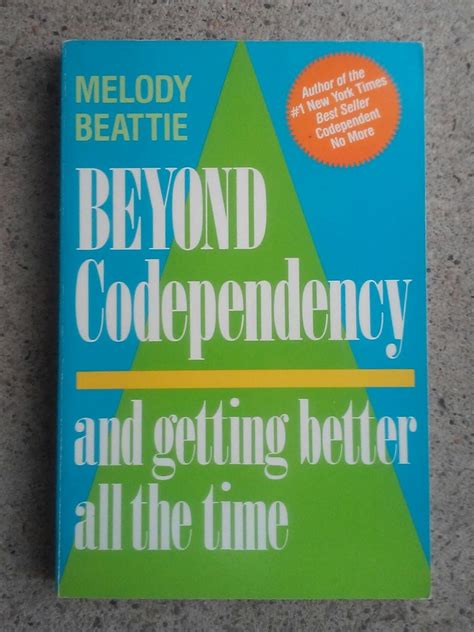 MELODY
BEATTIE
Author of the
#1 New York Times
Best Seller
Codependent
No More
BEYOND
Codependency
and getting better
all the time